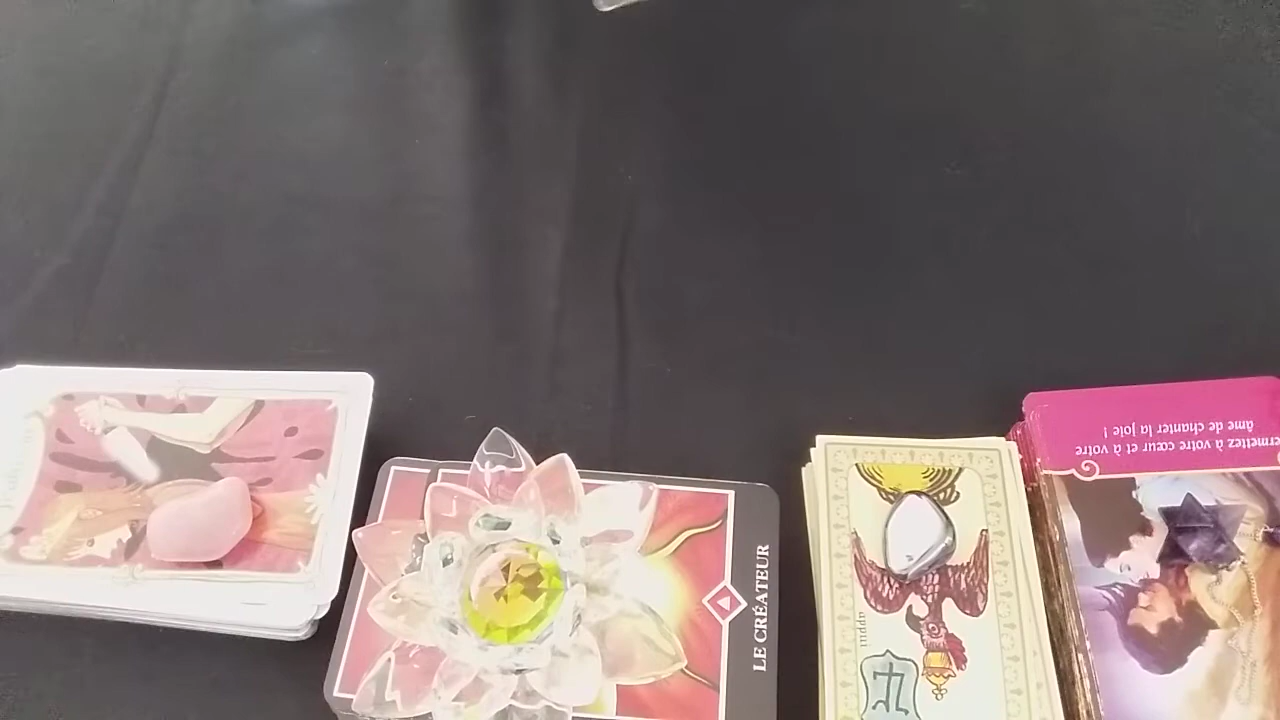 LE CRÉATEUR
ermettez à votre cœur et à votre
âme de chanter la joie !